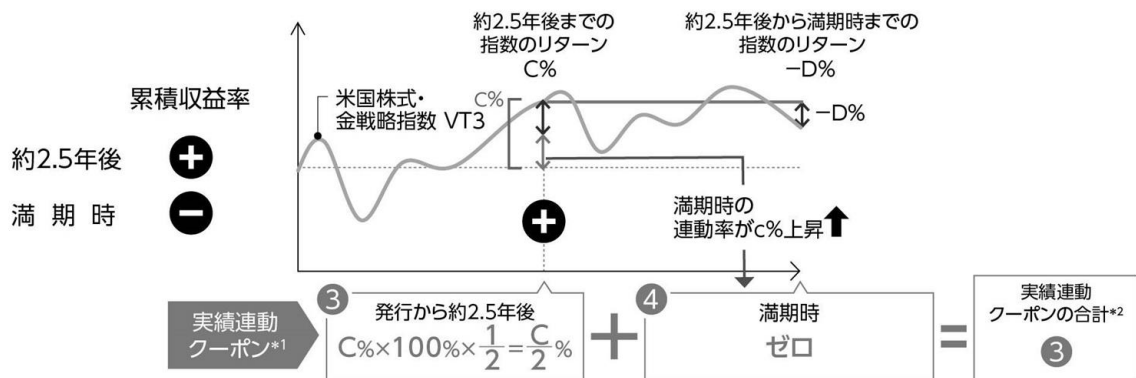 約2.5年後までの
指数のリターン
C%
約2.5年後から満期時までの
指数のリターン
−D%
累積収益率
米国株式・
金戦略指数 VT3
C%
−D%
約2.5年後 +
満期時 −
+
満期時の
連動率がc%上昇
実績連動
クーポン*1
3
発行から約2.5年後
C%×100%×1/2=C/2%
+
4
満期時
ゼロ
=
実績連動
クーポンの合計*2
3